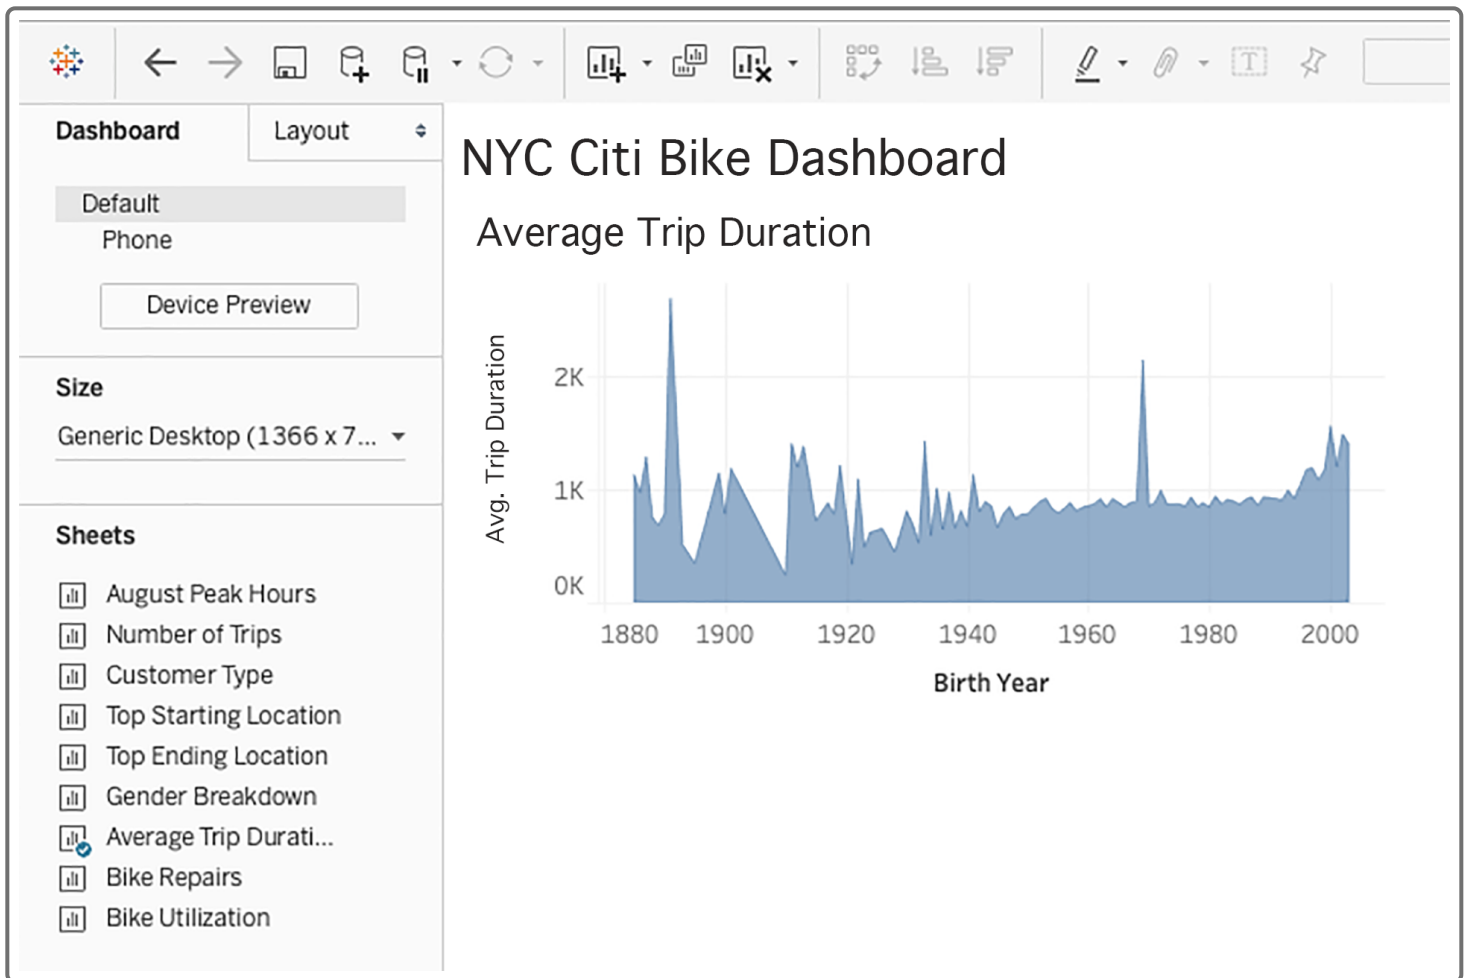 Dashboard
Layout
Default
Phone
Device Preview
Size
Generic Desktop (1366 x 7...
Sheets
August Peak Hours
Number of Trips
Customer Type
Top Starting Location
Top Ending Location
Gender Breakdown
Average Trip Durati...
Bike Repairs
Bike Utilization
NYC Citi Bike Dashboard
Average Trip Duration
Avg. Trip Duration
2K
1K
0K
1880 1900 1920 1940 1960 1980 2000
Birth Year
T